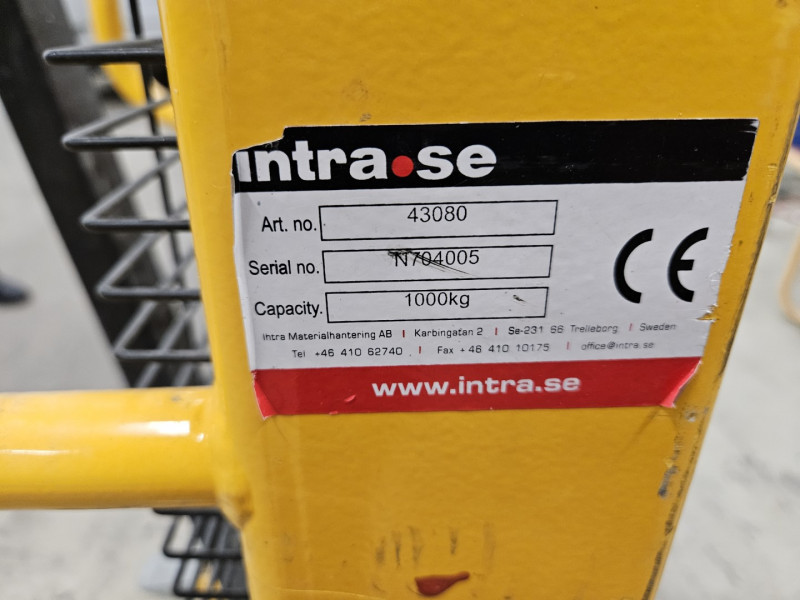 intra.se
Art. no. 43080
Serial no. N704005
Capacity. 1000kg
CE
Intra Materialhantering AB | Karbingatan 2 | Se-231 66 Trelleborg | Sweden
Tel +46 410 62740 | Fax +46 410 10175 | office@intra.se
www.intra.se